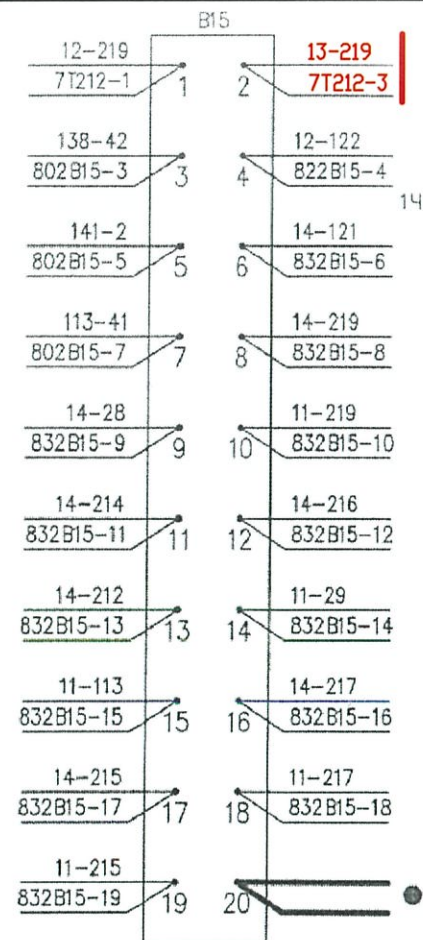 B15
12-219 13-219
7T212-1 1 2 7T212-3
138-42 12-122
802B15-3 3 4 822B15-4
14
141-2 14-121
802B15-5 5 6 832B15-6
113-41 14-219
802B15-7 7 8 832B15-8
14-28 11-219
832B15-9 9 10 832B15-10
14-214 14-216
832B15-11 11 12 832B15-12
14-212 11-29
832B15-13 13 14 832B15-14
11-113 14-217
832B15-15 15 16 832B15-16
14-215 11-217
832B15-17 17 18 832B15-18
11-215
832B15-19 19 20